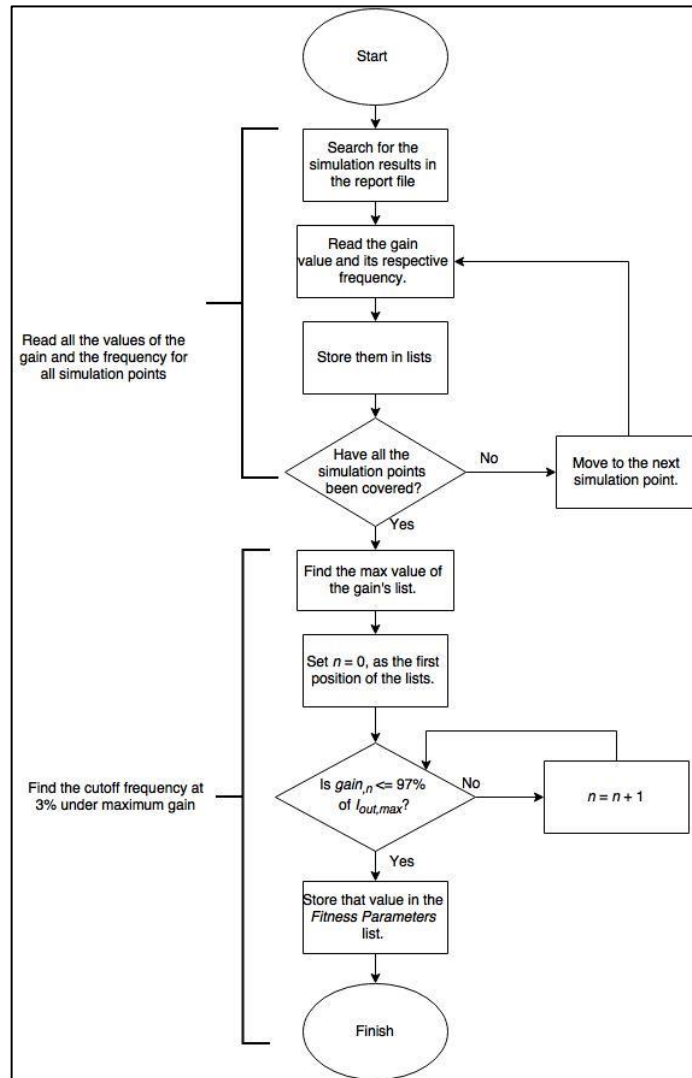 Start
Search for the
simulation results in
the report file
Read the gain
value and its respective
frequency.
Store them in lists
Read all the values of the
gain and the frequency for
all simulation points
Have all the
simulation points
been covered?
No
Move to the next
simulation point.
Yes
Find the max value of
the gain's list.
Set n = 0, as the first
position of the lists.
Find the cutoff frequency at
3% under maximum gain
Is gain,n <= 97%
of Iout,max?
No
n = n + 1
Yes
Store that value in the
Fitness Parameters
list.
Finish